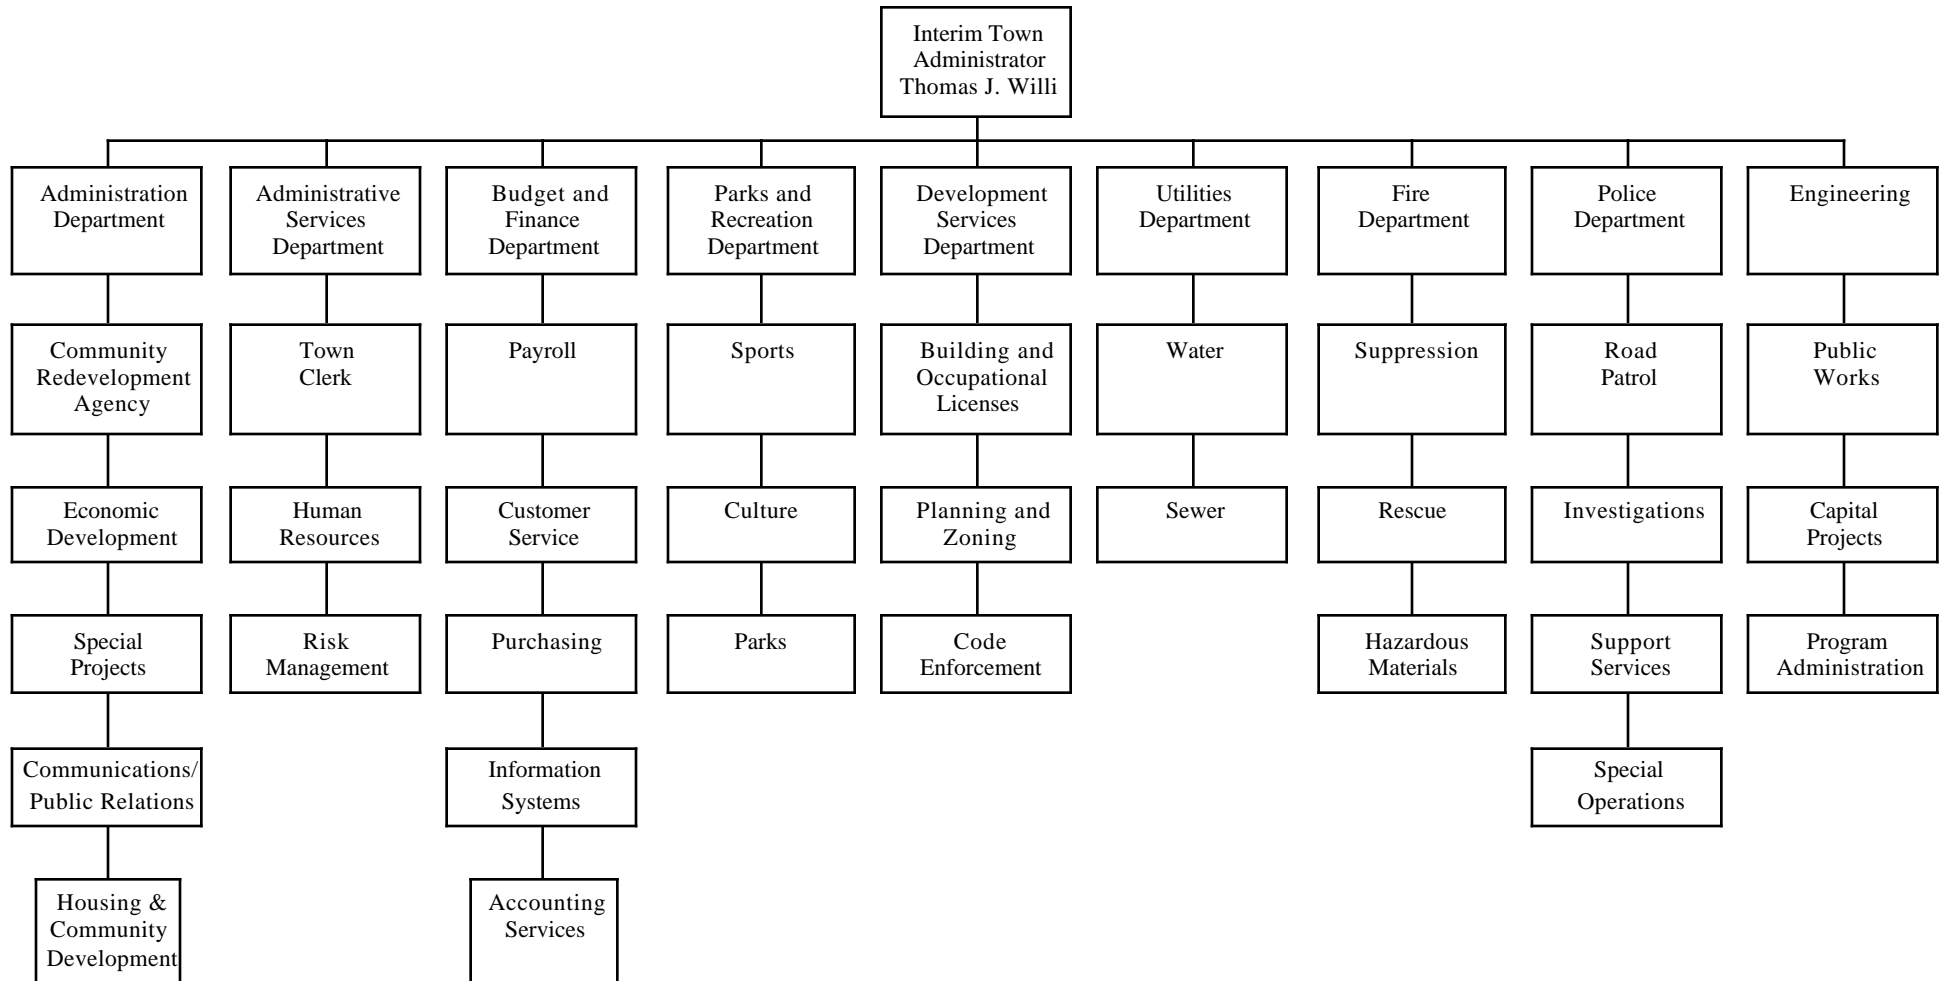 Interim Town
Administrator
Thomas J. Willi
Administration
Department
Administrative
Services
Department
Budget and
Finance
Department
Parks and
Recreation
Department
Development
Services
Department
Utilities
Department
Fire
Department
Police
Department
Engineering
Community
Redevelopment
Agency
Town
Clerk
Payroll
Sports
Building and
Occupational
Licenses
Water
Suppression
Road
Patrol
Public
Works
Economic
Development
Human
Resources
Customer
Service
Culture
Planning and
Zoning
Sewer
Rescue
Investigations
Capital
Projects
Special
Projects
Risk
Management
Purchasing
Parks
Code
Enforcement
Hazardous
Materials
Support
Services
Program
Administration
Communications/
Public Relations
Information
Systems
Special
Operations
Housing &
Community
Development
Accounting
Services